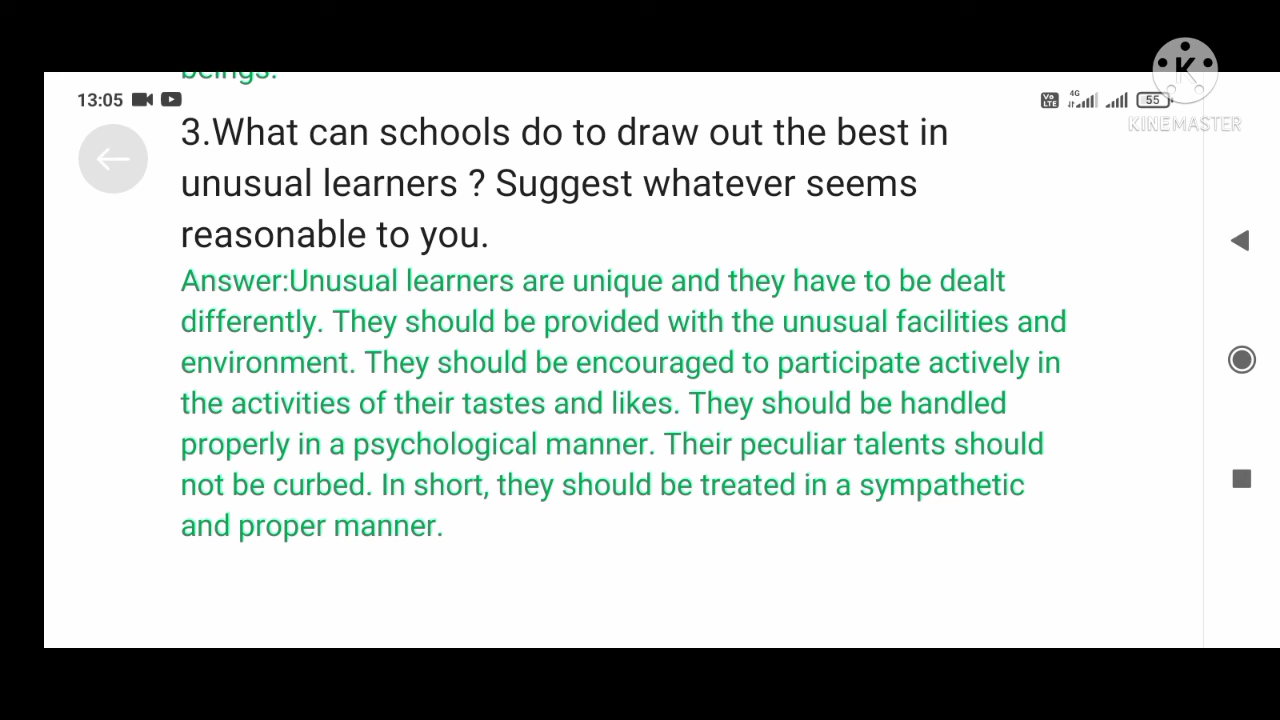 beings.
13:05 Vo LTE 4G 55
K
KINEMASTER
3.What can schools do to draw out the best in
unusual learners ? Suggest whatever seems
reasonable to you.
Answer:Unusual learners are unique and they have to be dealt
differently. They should be provided with the unusual facilities and
environment. They should be encouraged to participate actively in
the activities of their tastes and likes. They should be handled
properly in a psychological manner. Their peculiar talents should
not be curbed. In short, they should be treated in a sympathetic
and proper manner.